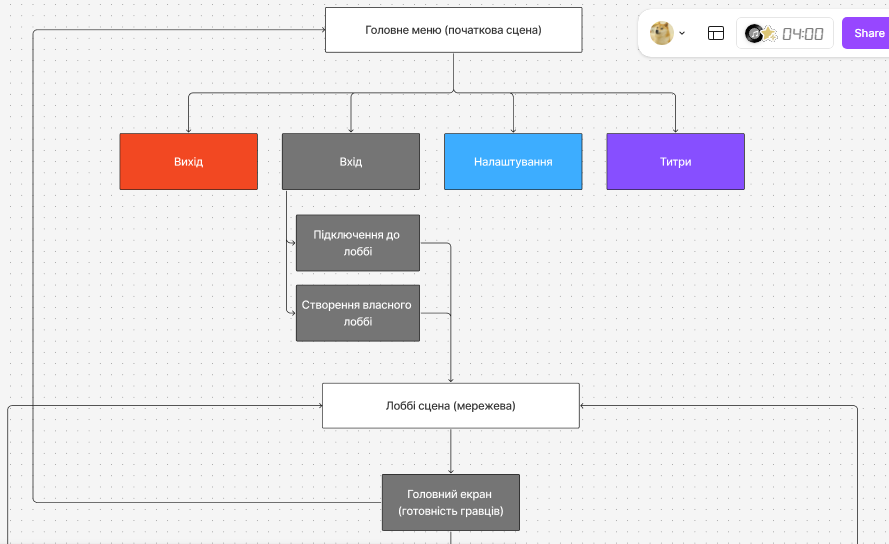 Головне меню (початкова сцена)
04:00
Share
Вихід
Вхід
Налаштування
Титри
Підключення до
лоббі
Створення власного
лоббі
Лоббі сцена (мережева)
Головний екран
(готовність гравців)